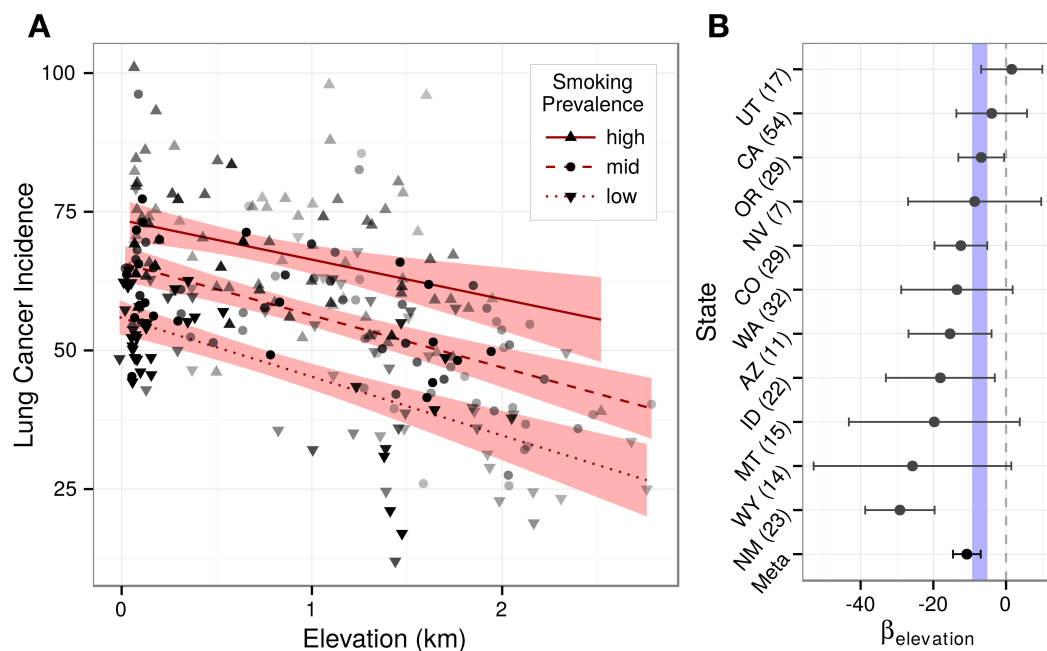 A
Lung Cancer Incidence
100
75
50
25
0
1
2
Elevation (km)
Smoking
Prevalence
high
mid
low
B
State
UT (17)
CA (54)
OR (29)
NV (7)
CO (29)
WA (32)
AZ (11)
ID (22)
MT (15)
WY (14)
NM (23)
Meta
-40
-20
0
βelevation